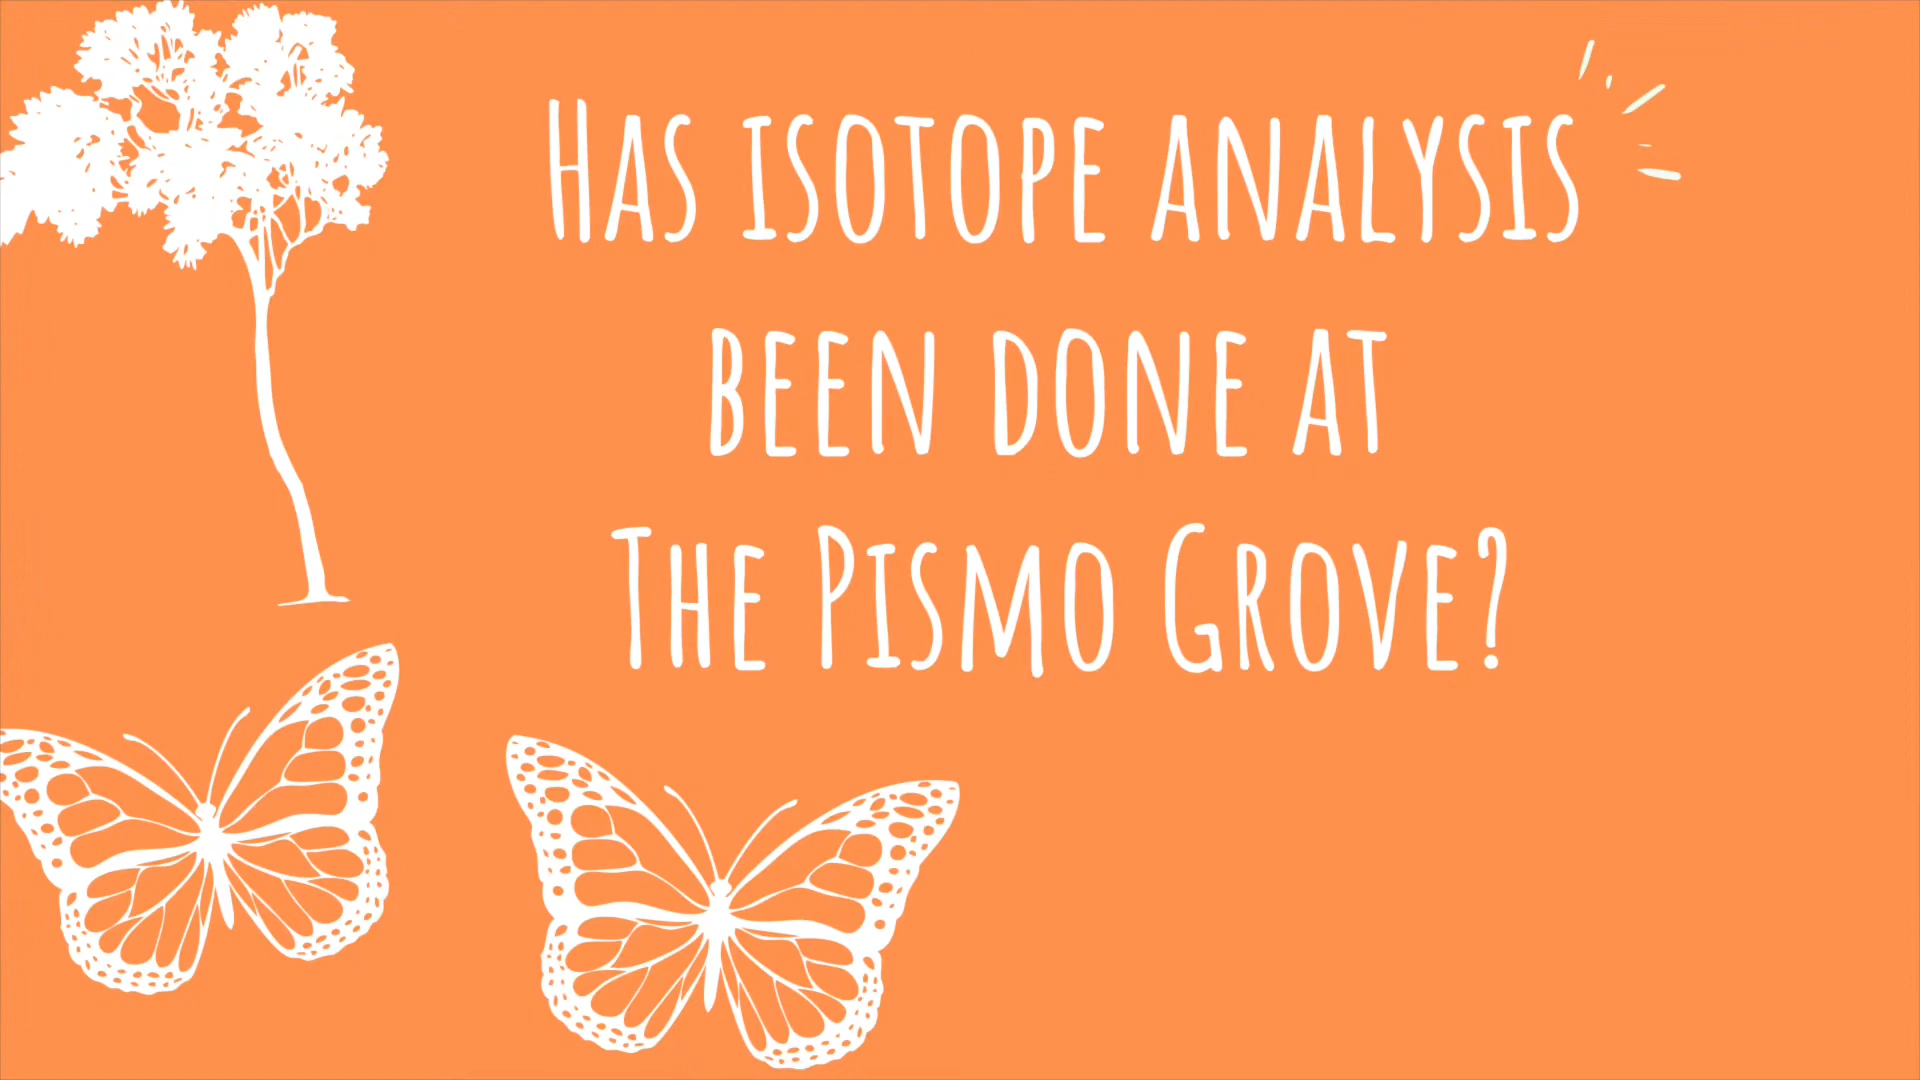 Has isotope analysis
been done at
The Pismo Grove?